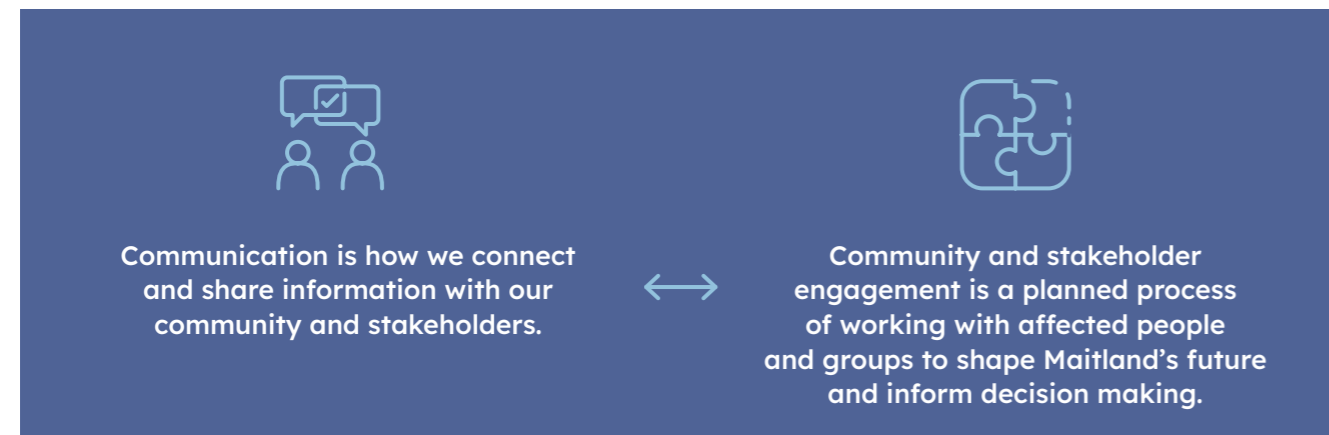 Communication is how we connect
and share information with our
community and stakeholders.
Community and stakeholder
engagement is a planned process
of working with affected people
and groups to shape Maitland’s future
and inform decision making.